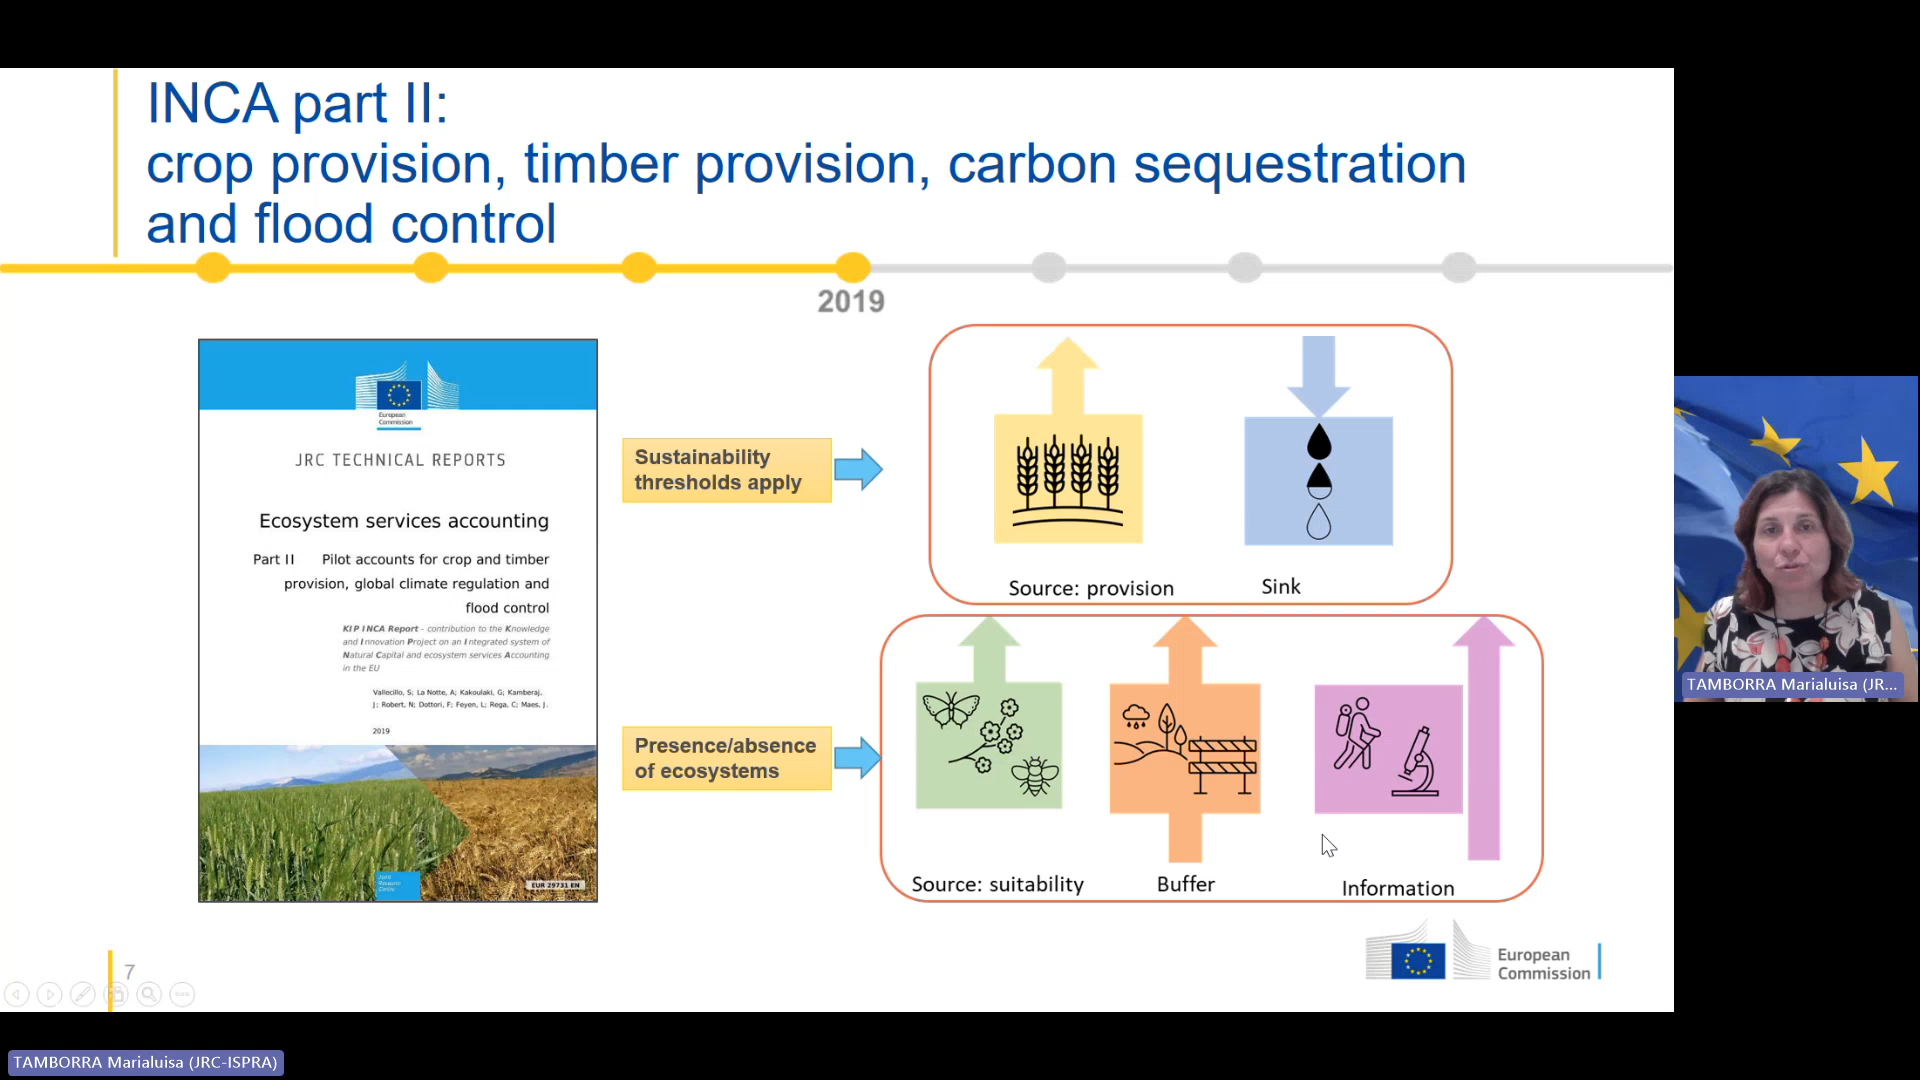 INCA part II:
crop provision, timber provision, carbon sequestration
and flood control
2019
European
Commission
JRC TECHNICAL REPORTS
Ecosystem services accounting
Part II Pilot accounts for crop and timber
provision, global climate regulation and
flood control
KIP INCA Report - contribution to the Knowledge
and Innovation Project on an Integrated system of
Natural Capital and ecosystem services Accounting
in the EU
Vallecillo, S; La Notte, A; Kakoulaki, G; Kamberaj,
J; Robert, N; Dottori, F; Feyen, L; Rega, C; Maes, J.
2019
Joint
Research
Centre
EUR 29731 EN
Sustainability
thresholds apply
Source: provision
Sink
Presence/absence
of ecosystems
Source: suitability
Buffer
Information
European
Commission
7
TAMBORRA Marialuisa (JR...
TAMBORRA Marialuisa (JRC-ISPRA)